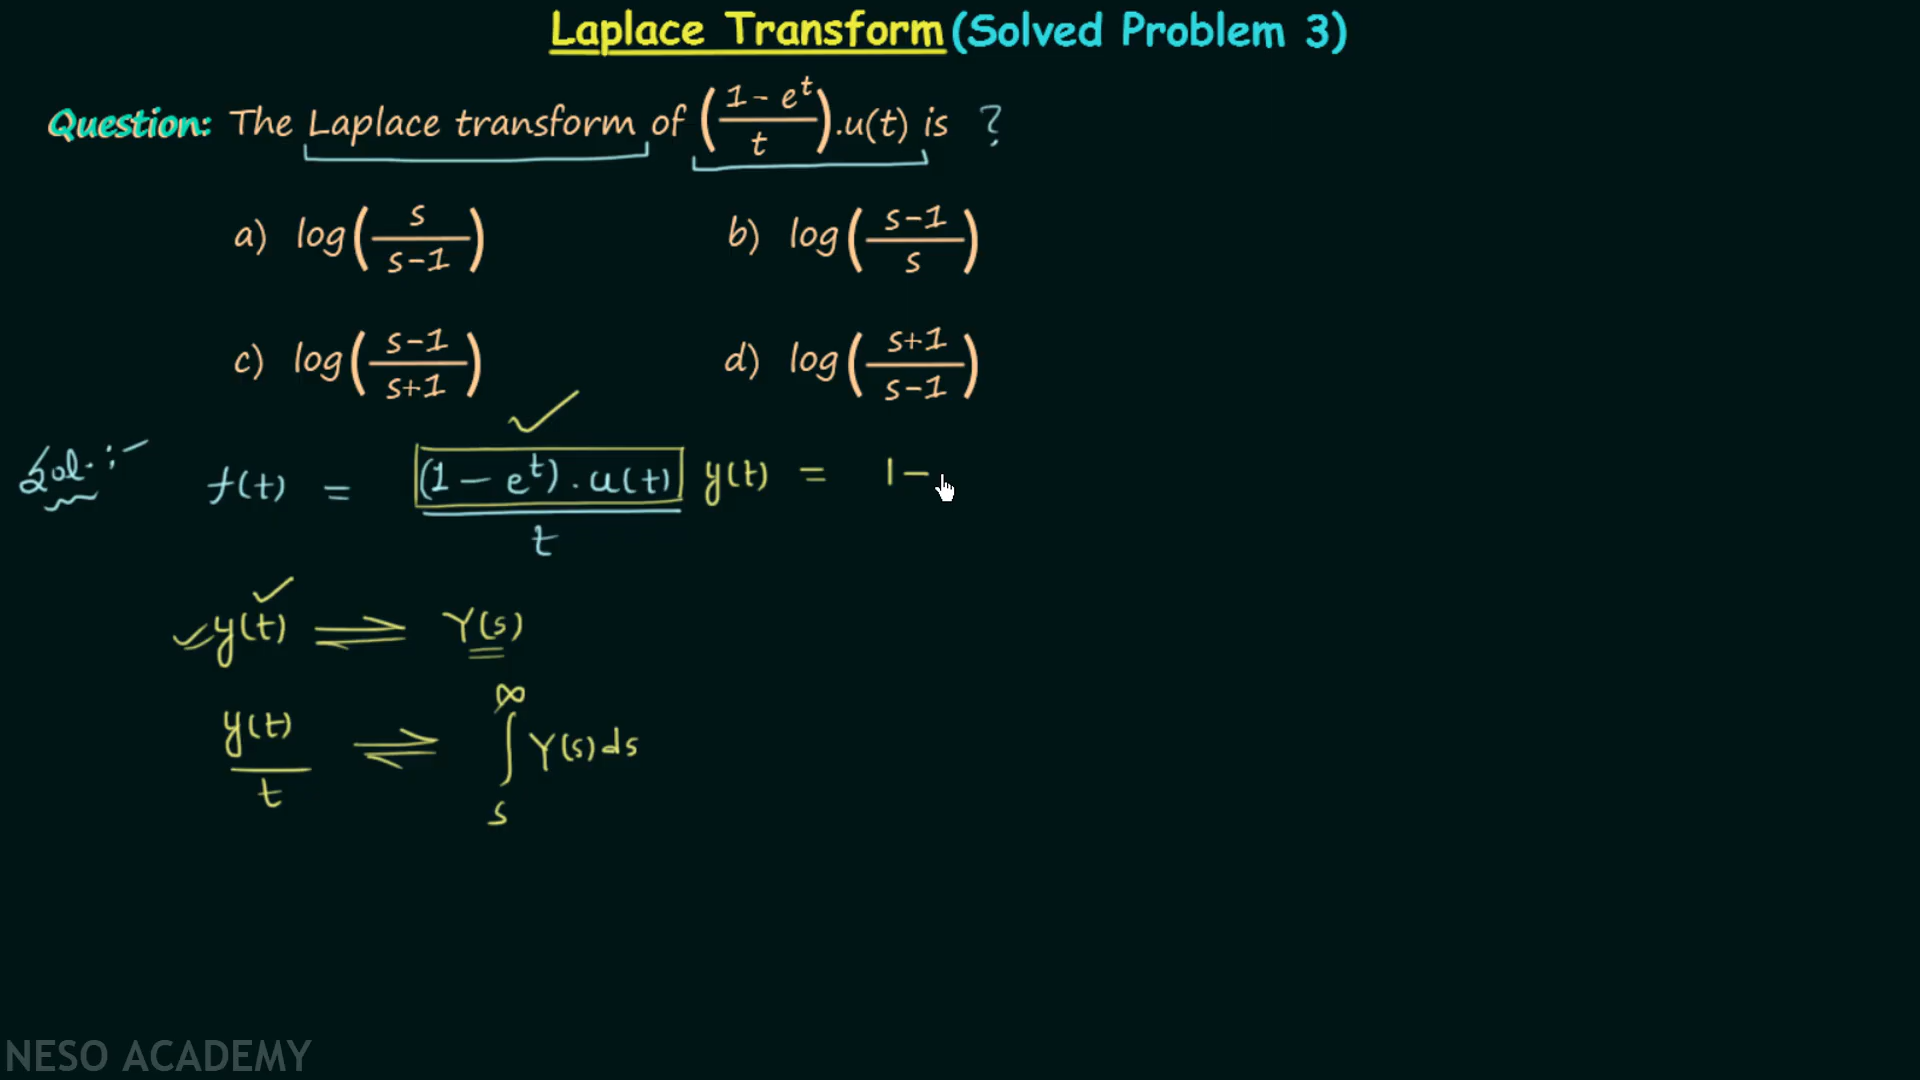 Laplace Transform (Solved Problem 3)
Question: The Laplace transform of ((1 - e^t)/t).u(t) is ?
a) log(s/(s-1)) b) log((s-1)/s)
c) log((s-1)/(s+1)) d) log((s+1)/(s-1))
Sol. :- f(t) = (1 - e^t) . u(t) / t y(t) = 1 -
y(t) ⇌ Y(s)
y(t)/t ⇌ ∫_s^∞ Y(s) ds
NESO ACADEMY